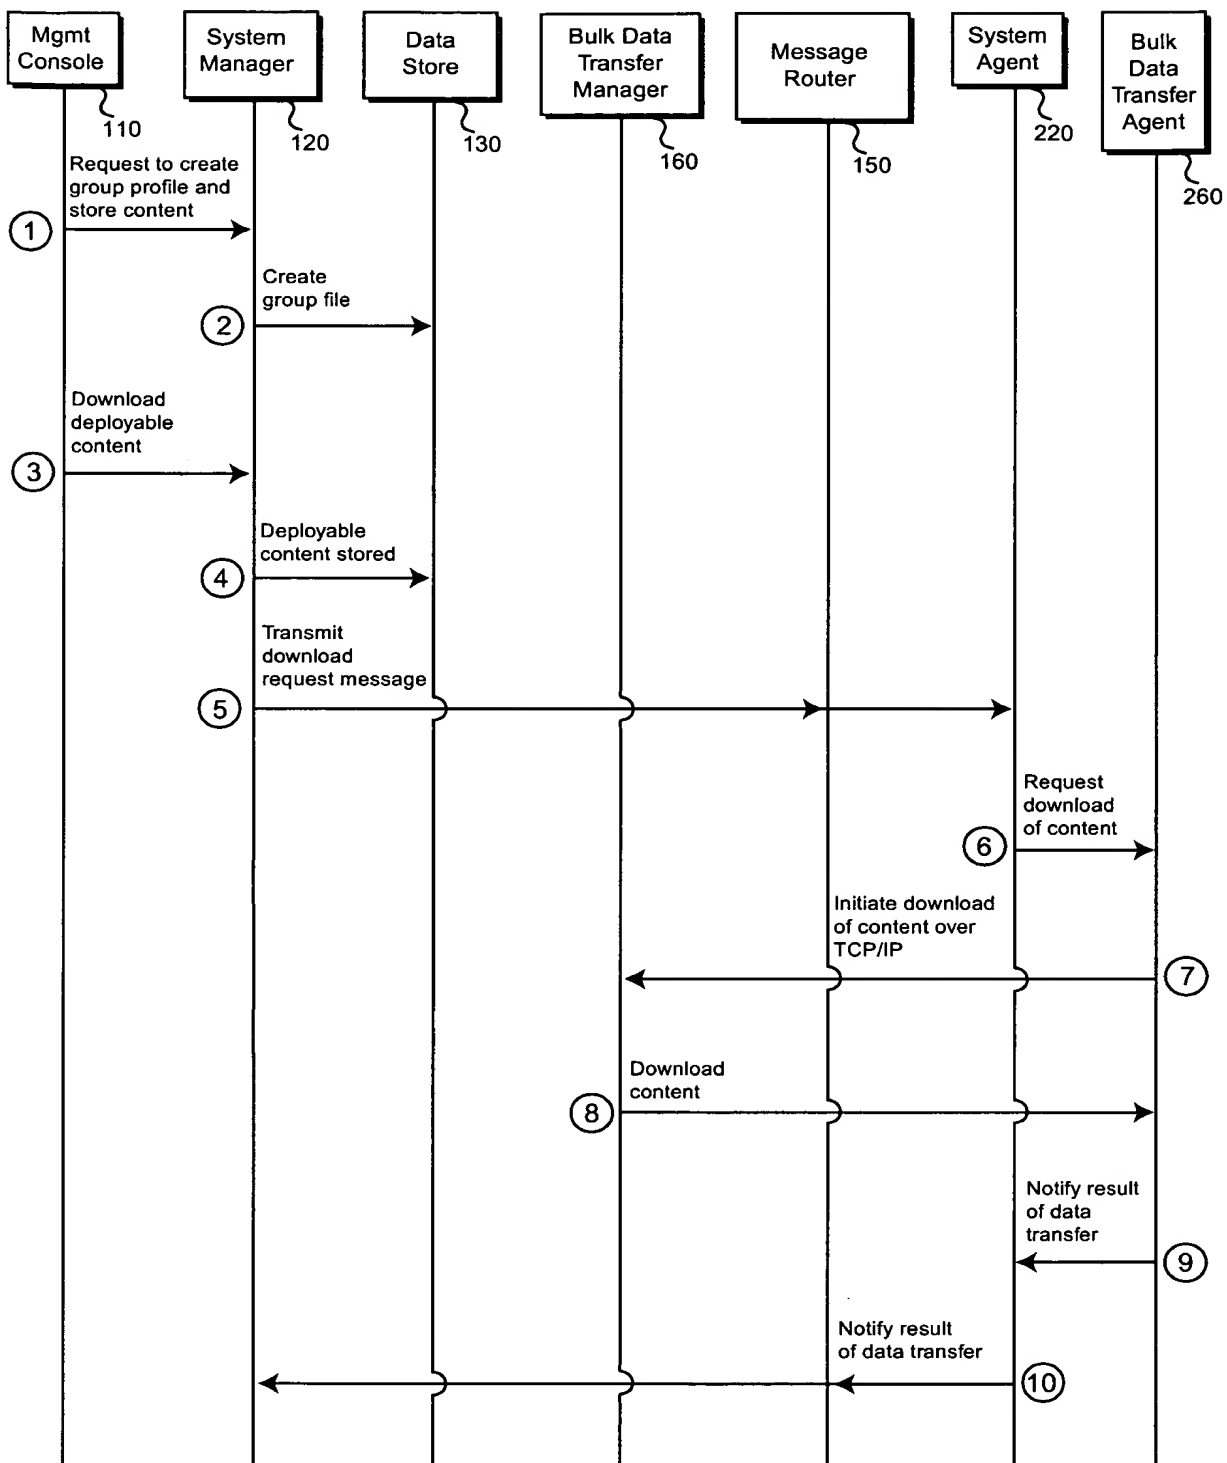 Mgmt
Console
System
Manager
Data
Store
Bulk Data
Transfer
Manager
Message
Router
System
Agent
Bulk
Data
Transfer
Agent
110
120
130
160
150
220
260
Request to create
group profile and
store content
1
Create
group file
2
Download
deployable
content
3
Deployable
content stored
4
Transmit
download
request message
5
Request
download
of content
6
Initiate download
of content over
TCP/IP
7
Download
content
8
Notify result
of data
transfer
9
Notify result
of data transfer
10